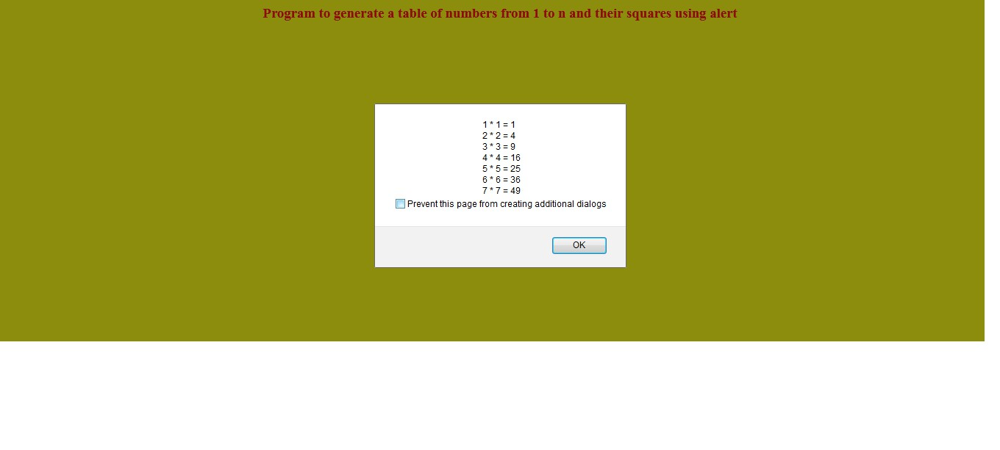 Program to generate a table of numbers from 1 to n and their squares using alert
1 * 1 = 1
2 * 2 = 4
3 * 3 = 9
4 * 4 = 16
5 * 5 = 25
6 * 6 = 36
7 * 7 = 49
Prevent this page from creating additional dialogs
OK